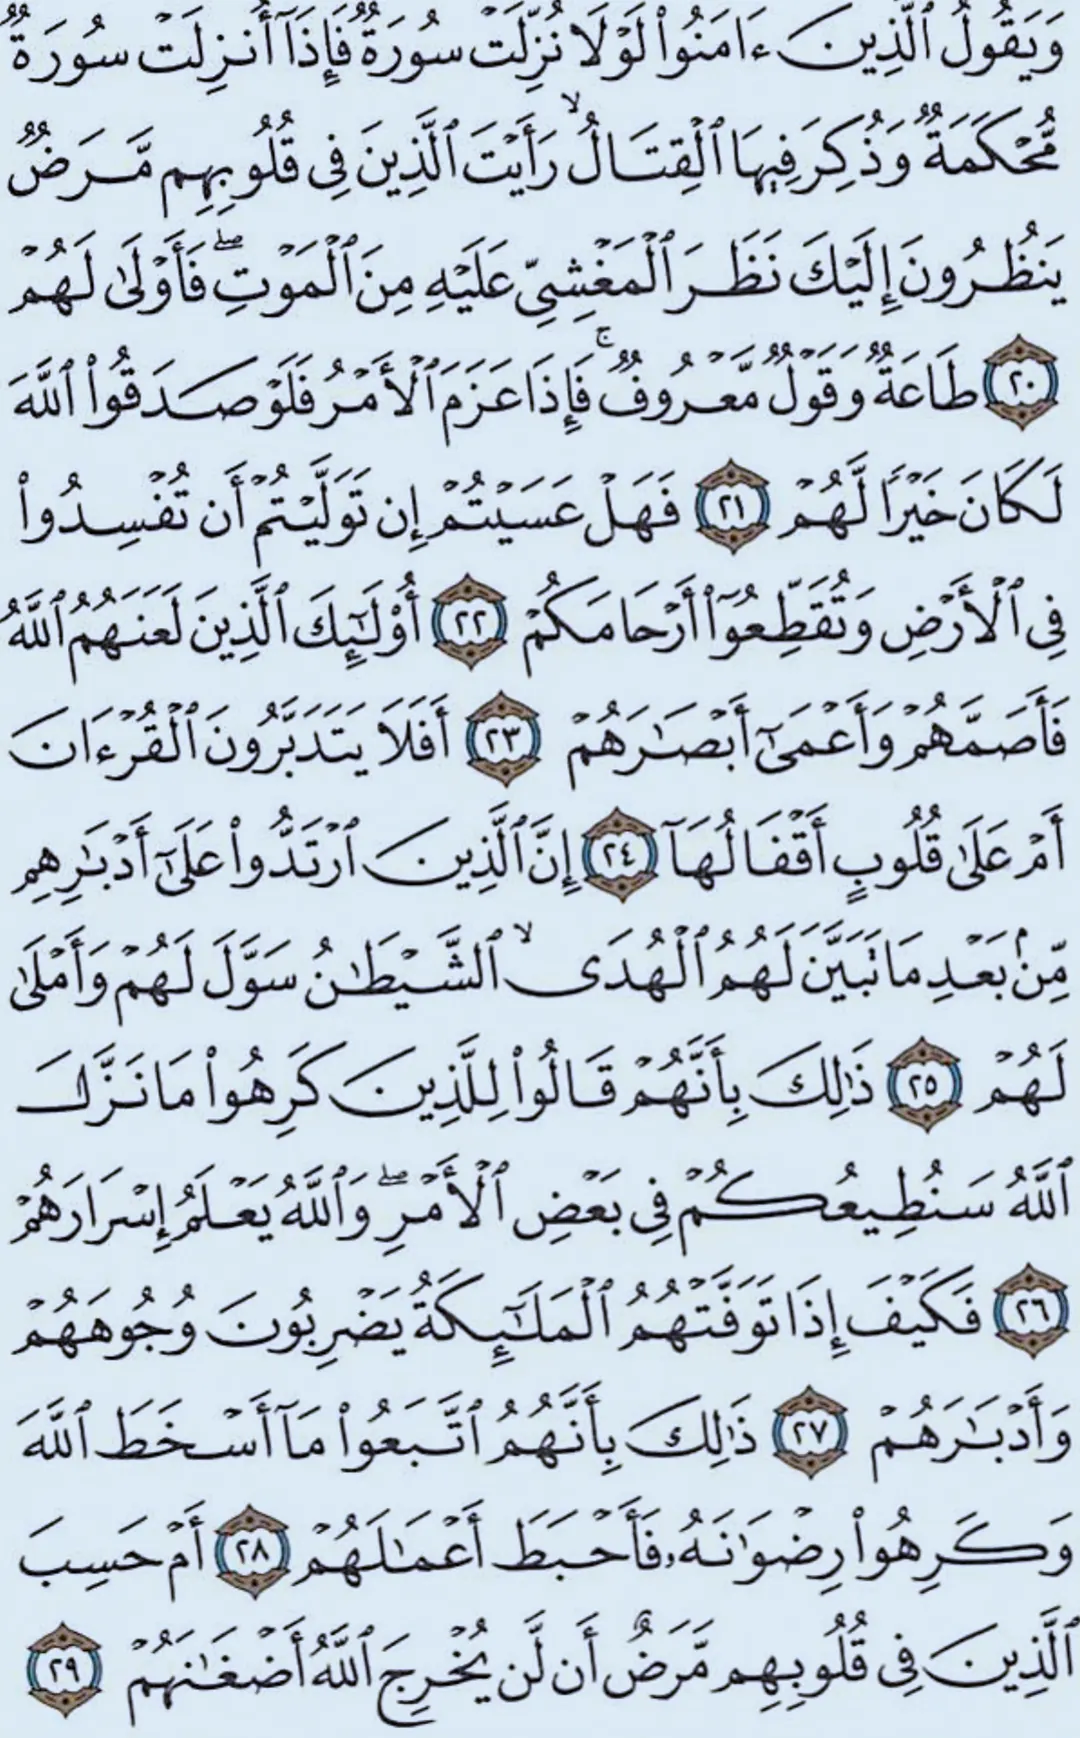 وَيَقُولُ ٱلَّذِينَ ءَامَنُوا۟ لَوْلَا نُزِّلَتْ سُورَةٌ فَإِذَآ أُنزِلَتْ سُورَةٌ
مُّحْكَمَةٌ وَذُكِرَ فِيهَا ٱلْقِتَالُ ۙ رَأَيْتَ ٱلَّذِينَ فِى قُلُوبِهِم مَّرَضٌ
يَنظُرُونَ إِلَيْكَ نَظَرَ ٱلْمَغْشِىِّ عَلَيْهِ مِنَ ٱلْمَوْتِ ۖ فَأَوْلَىٰ لَهُمْ
٢٠ طَاعَةٌ وَقَوْلٌ مَّعْرُوفٌ ۚ فَإِذَا عَزَمَ ٱلْأَمْرُ فَلَوْ صَدَقُوا۟ ٱللَّهَ
لَكَانَ خَيْرًا لَّهُمْ ٢١ فَهَلْ عَسَيْتُمْ إِن تَوَلَّيْتُمْ أَن تُفْسِدُوا۟
فِى ٱلْأَرْضِ وَتُقَطِّعُوٓا۟ أَرْحَامَكُمْ ٢٢ أُو۟لَـٰٓئِكَ ٱلَّذِينَ لَعَنَهُمُ ٱللَّهُ
فَأَصَمَّهُمْ وَأَعْمَىٰٓ أَبْصَـٰرَهُمْ ٢٣ أَفَلَا يَتَدَبَّرُونَ ٱلْقُرْءَانَ
أَمْ عَلَىٰ قُلُوبٍ أَقْفَالُهَآ ٢٤ إِنَّ ٱلَّذِينَ ٱرْتَدُّوا۟ عَلَىٰٓ أَدْبَـٰرِهِم
مِّنۢ بَعْدِ مَا تَبَيَّنَ لَهُمُ ٱلْهُدَى ۙ ٱلشَّيْطَـٰنُ سَوَّلَ لَهُمْ وَأَمْلَىٰ
لَهُمْ ٢٥ ذَٰلِكَ بِأَنَّهُمْ قَالُوا۟ لِلَّذِينَ كَرِهُوا۟ مَا نَزَّلَ
ٱللَّهُ سَنُطِيعُكُمْ فِى بَعْضِ ٱلْأَمْرِ ۖ وَٱللَّهُ يَعْلَمُ إِسْرَارَهُمْ
٢٦ فَكَيْفَ إِذَا تَوَفَّتْهُمُ ٱلْمَلَـٰٓئِكَةُ يَضْرِبُونَ وُجُوهَهُمْ
وَأَدْبَـٰرَهُمْ ٢٧ ذَٰلِكَ بِأَنَّهُمُ ٱتَّبَعُوا۟ مَآ أَسْخَطَ ٱللَّهَ
وَكَرِهُوا۟ رِضْوَٰنَهُۥ فَأَحْبَطَ أَعْمَـٰلَهُمْ ٢٨ أَمْ حَسِبَ
ٱلَّذِينَ فِى قُلُوبِهِم مَّرَضٌ أَن لَّن يُخْرِجَ ٱللَّهُ أَضْغَـٰنَهُمْ ٢٩